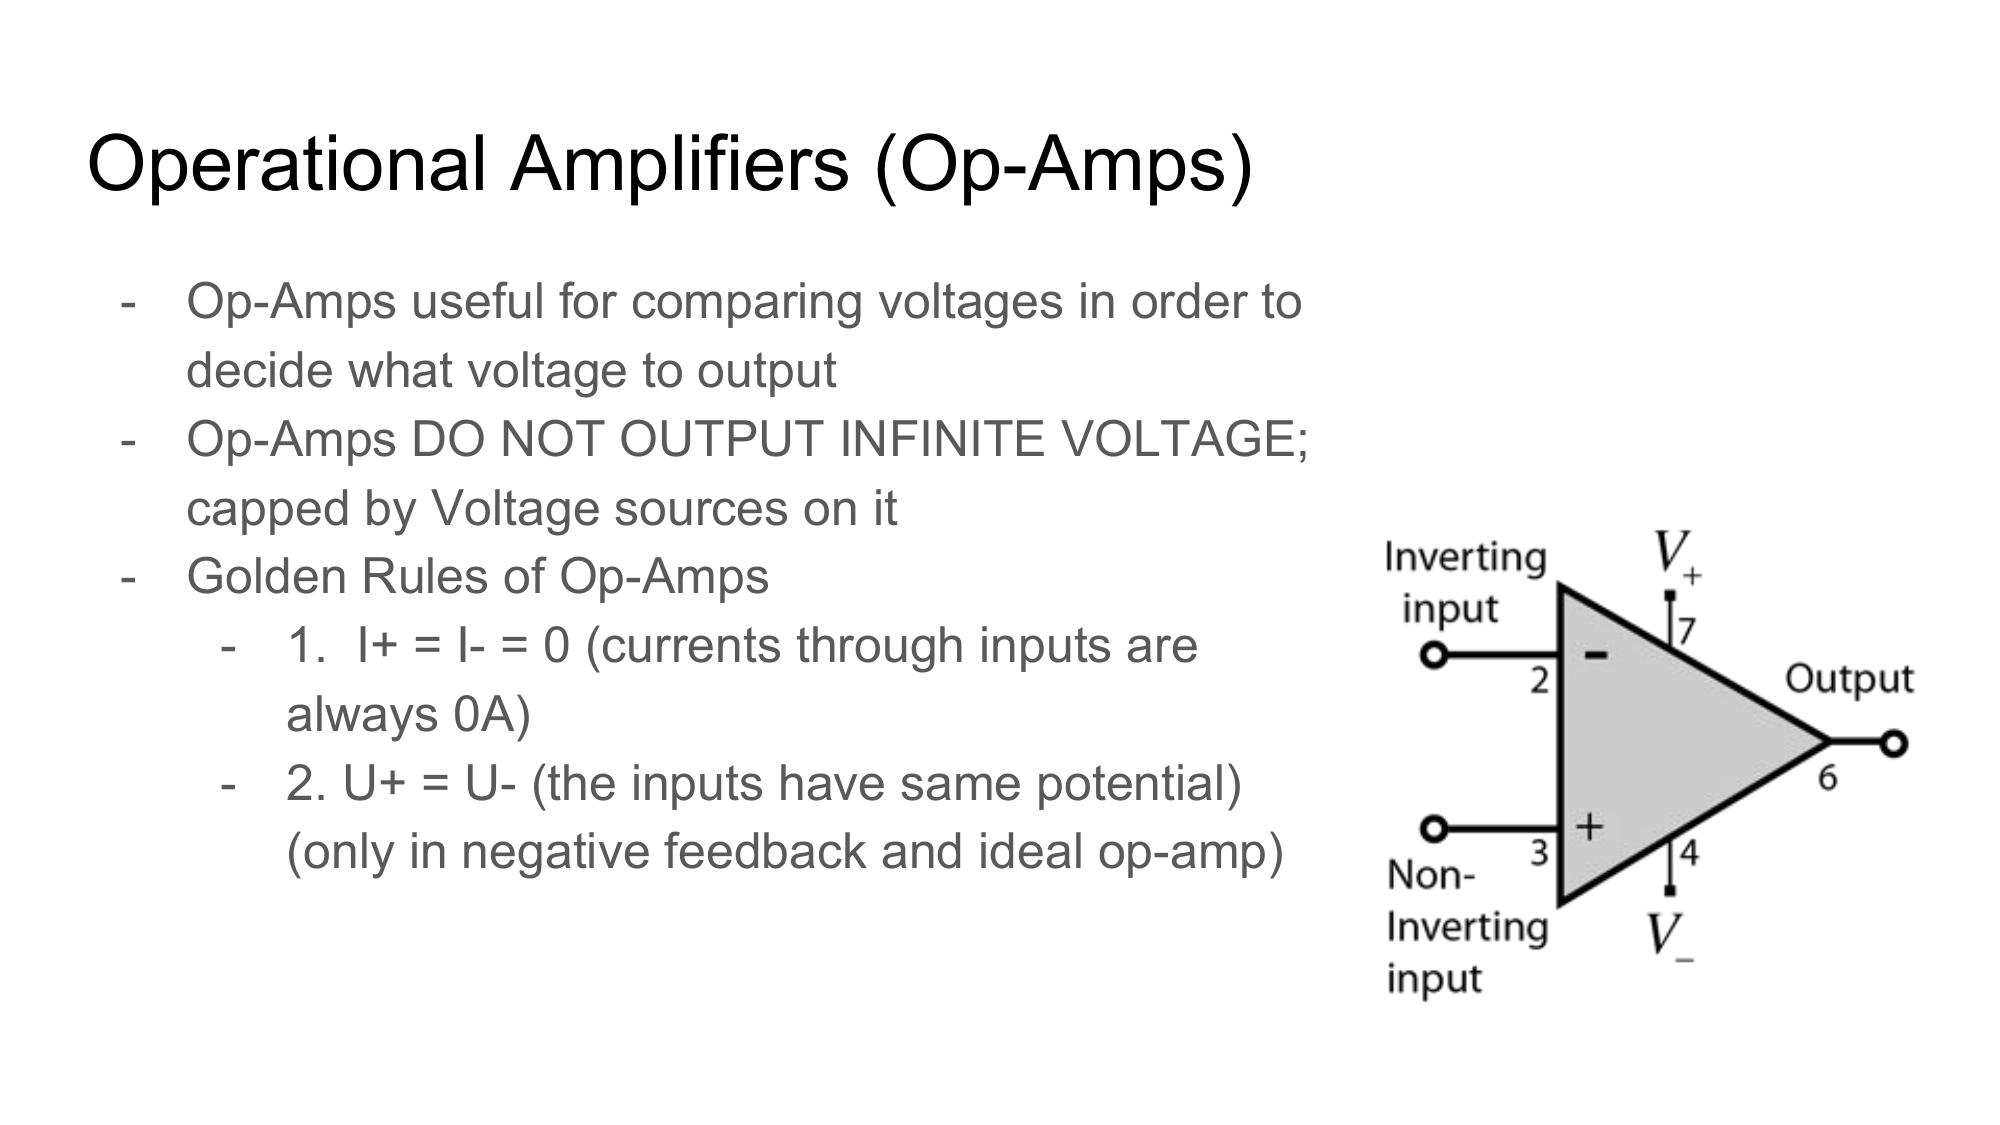 Operational Amplifiers (Op-Amps)
- Op-Amps useful for comparing voltages in order to
decide what voltage to output
- Op-Amps DO NOT OUTPUT INFINITE VOLTAGE;
capped by Voltage sources on it
- Golden Rules of Op-Amps
- 1. I+ = I- = 0 (currents through inputs are
always 0A)
- 2. U+ = U- (the inputs have same potential)
(only in negative feedback and ideal op-amp)
Inverting
input
V+
7
2
-
Output
6
+
3
4
Non-
Inverting
input
V-